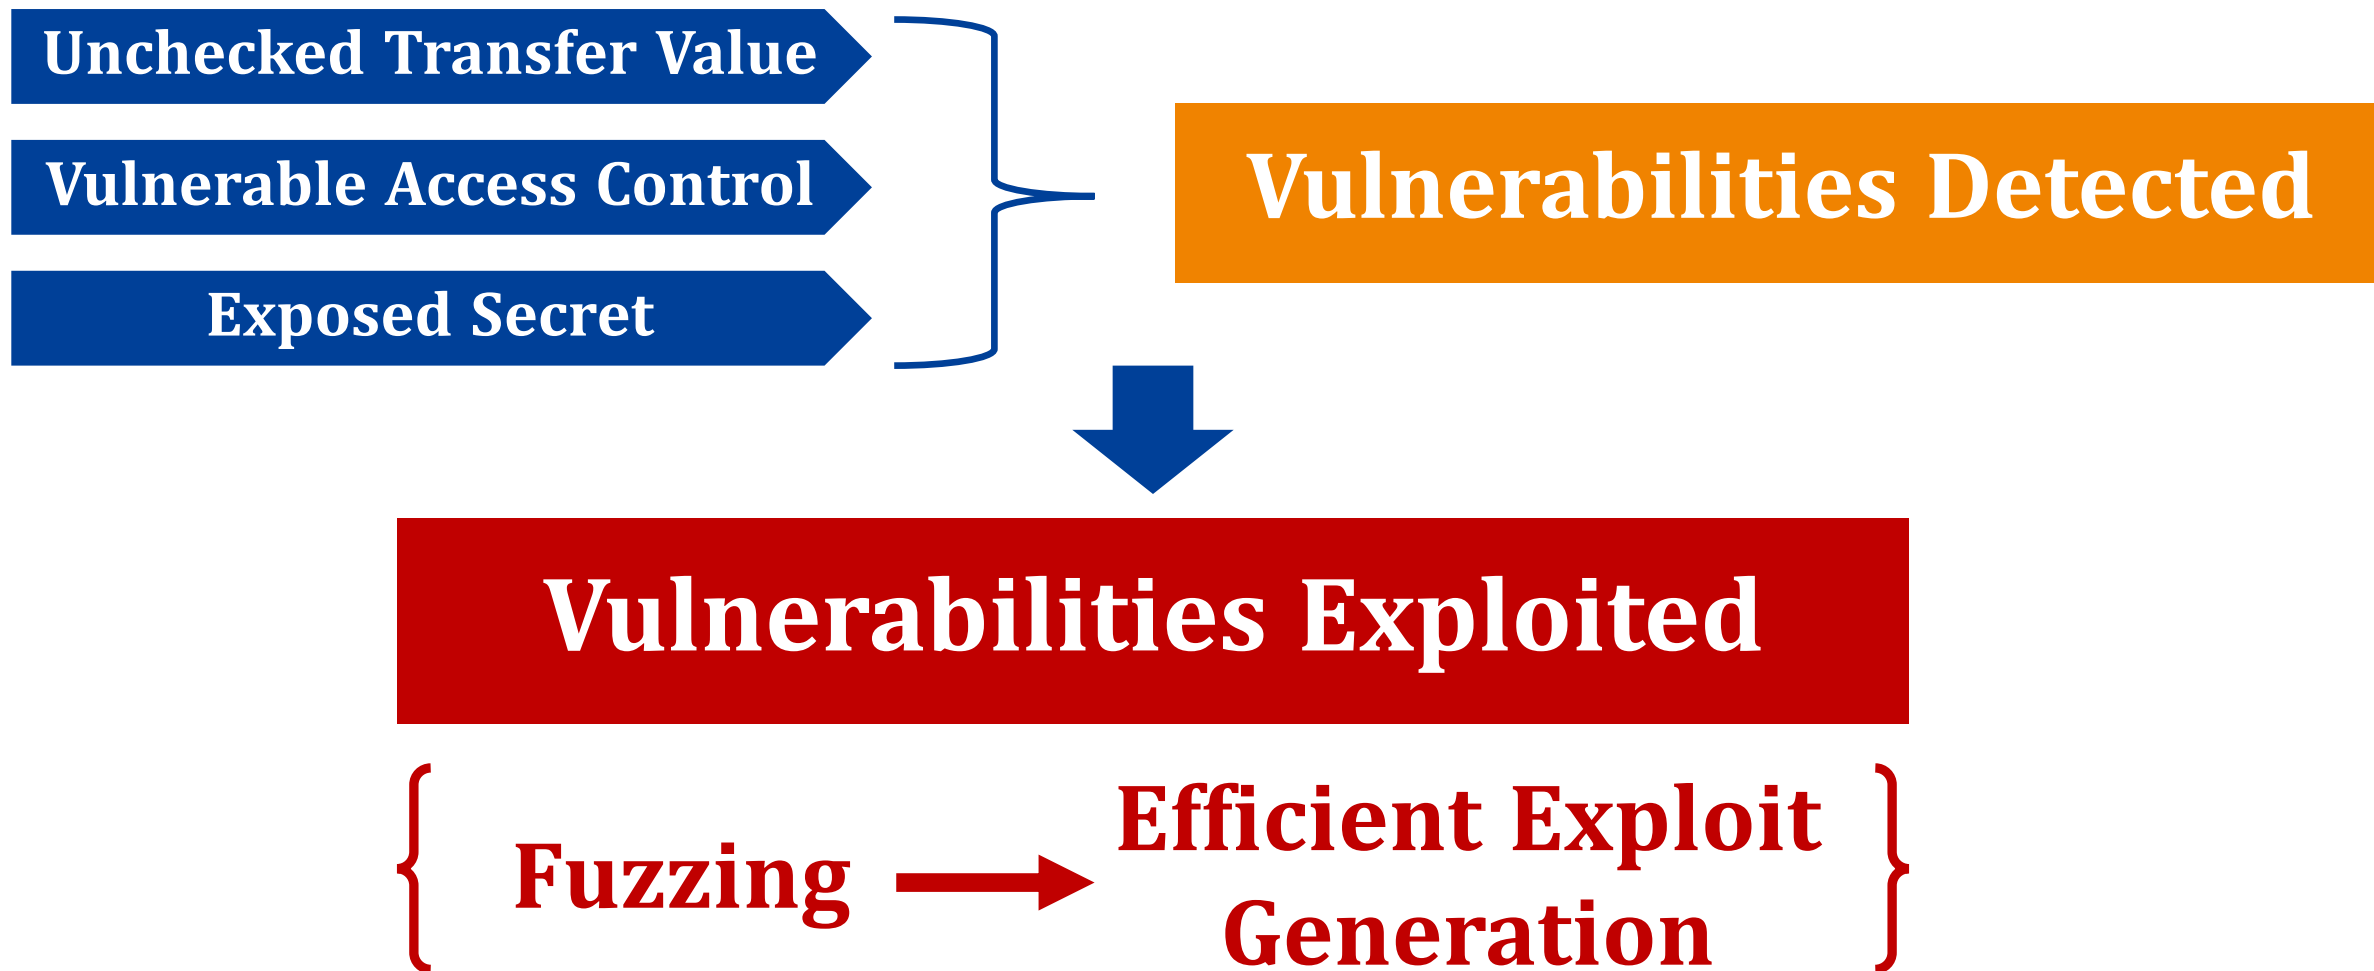 Unchecked Transfer Value
Vulnerable Access Control
Exposed Secret
Vulnerabilities Detected
Vulnerabilities Exploited
Fuzzing
Efficient Exploit
Generation